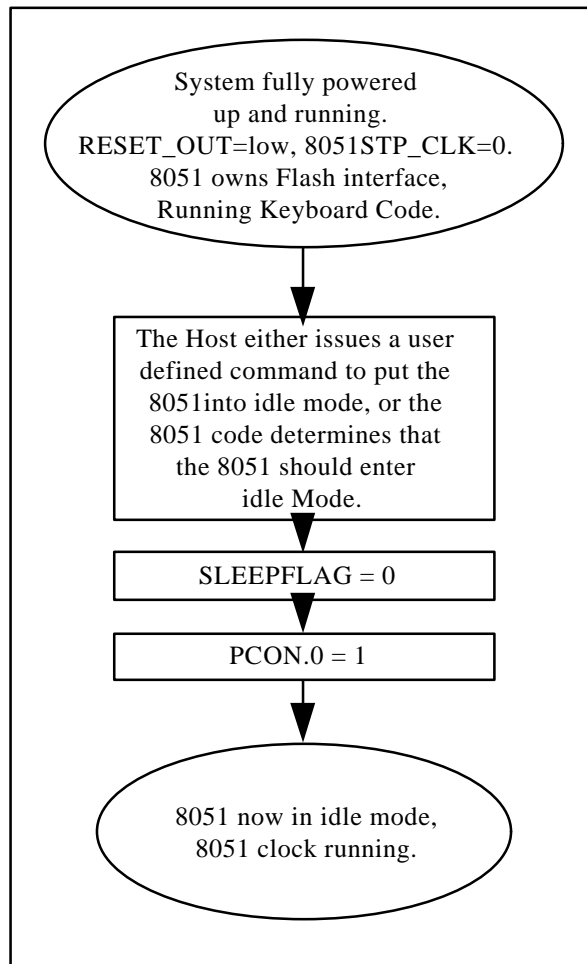 System fully powered
up and running.
RESET_OUT=low, 8051STP_CLK=0.
8051 owns Flash interface,
Running Keyboard Code.
The Host either issues a user
defined command to put the
8051into idle mode, or the
8051 code determines that
the 8051 should enter
idle Mode.
SLEEPFLAG = 0
PCON.0 = 1
8051 now in idle mode,
8051 clock running.